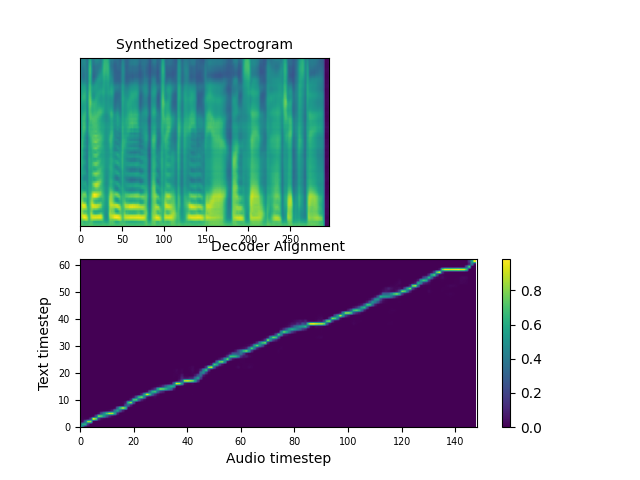 Synthetized Spectrogram
0 50 100 150 200 250
Decoder Alignment
60
50
40
30
20
10
0
Text timestep
0 20 40 60 80 100 120 140
Audio timestep
0.8
0.6
0.4
0.2
0.0